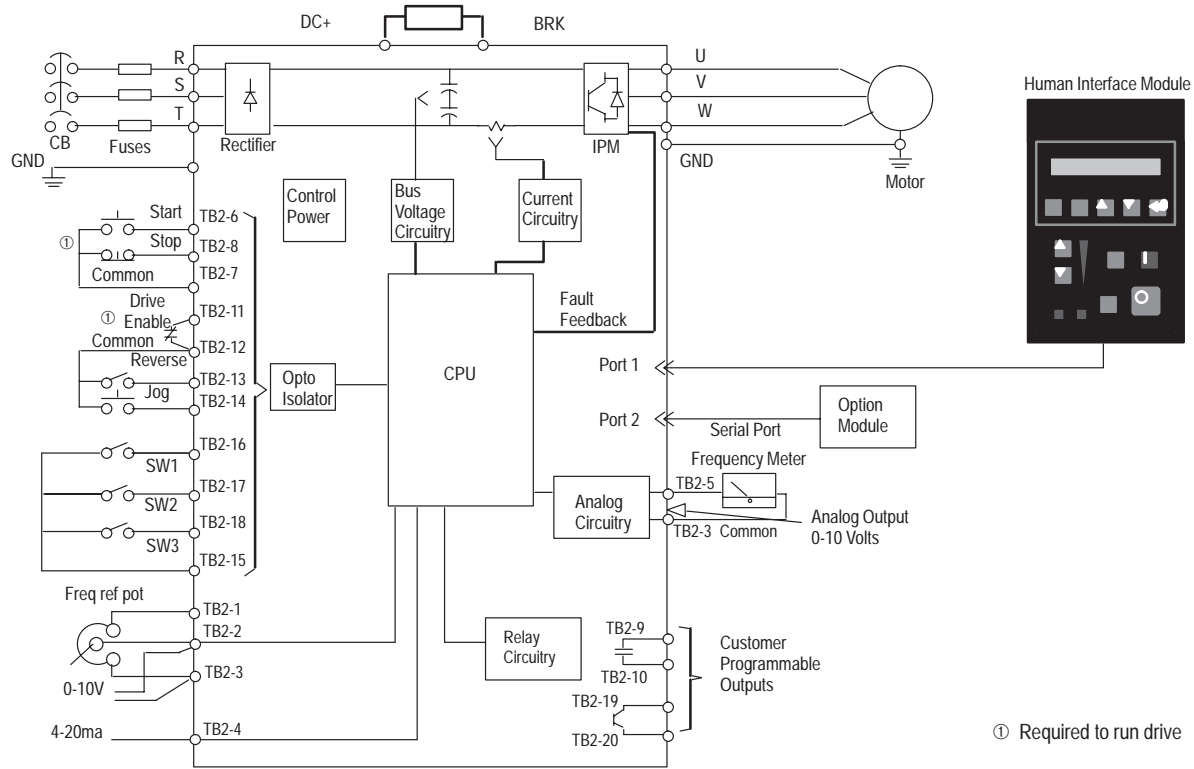 DC+
BRK
R
S
T
CB
Fuses
Rectifier
GND
U
V
W
IPM
GND
Motor
Human Interface Module
Control
Power
Bus
Voltage
Circuitry
Current
Circuitry
Start
TB2-6
①
Stop
TB2-8
Common
TB2-7
Drive
Enable
①
TB2-11
Common
TB2-12
Reverse
TB2-13
Jog
TB2-14
Opto
Isolator
CPU
Fault
Feedback
Port 1
Port 2
Serial Port
Option
Module
TB2-16
SW1
TB2-17
SW2
TB2-18
SW3
TB2-15
Frequency Meter
TB2-5
Analog
Circuitry
TB2-3 Common
Analog Output
0-10 Volts
Freq ref pot
TB2-1
TB2-2
TB2-3
0-10V
4-20ma
TB2-4
Relay
Circuitry
TB2-9
TB2-10
TB2-19
TB2-20
Customer
Programmable
Outputs
① Required to run drive